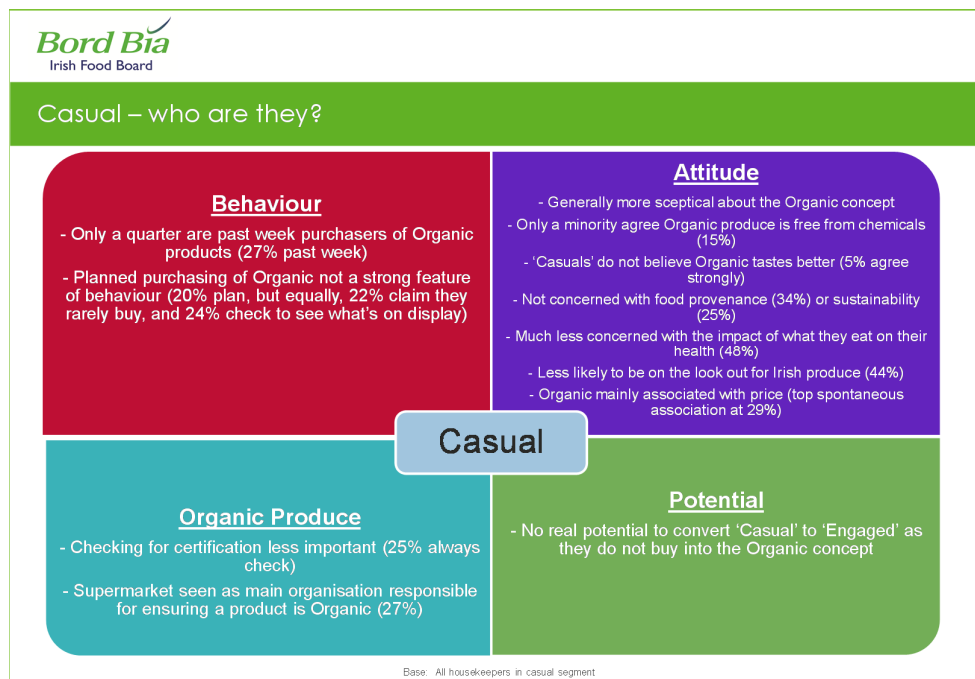 Bord Bia
Irish Food Board
Casual – who are they?
Behaviour
- Only a quarter are past week purchasers of Organic
products (27% past week)
- Planned purchasing of Organic not a strong feature
of behaviour (20% plan, but equally, 22% claim they
rarely buy, and 24% check to see what's on display)
Attitude
- Generally more sceptical about the Organic concept
- Only a minority agree Organic produce is free from chemicals
(15%)
- 'Casuals' do not believe Organic tastes better (5% agree
strongly)
- Not concerned with food provenance (34%) or sustainability
(25%)
- Much less concerned with the impact of what they eat on their
health (48%)
- Less likely to be on the look out for Irish produce (44%)
- Organic mainly associated with price (top spontaneous
association at 29%)
Casual
Organic Produce
- Checking for certification less important (25% always
check)
- Supermarket seen as main organisation responsible
for ensuring a product is Organic (27%)
Potential
- No real potential to convert 'Casual' to 'Engaged' as
they do not buy into the Organic concept
Base: All housekeepers in casual segment